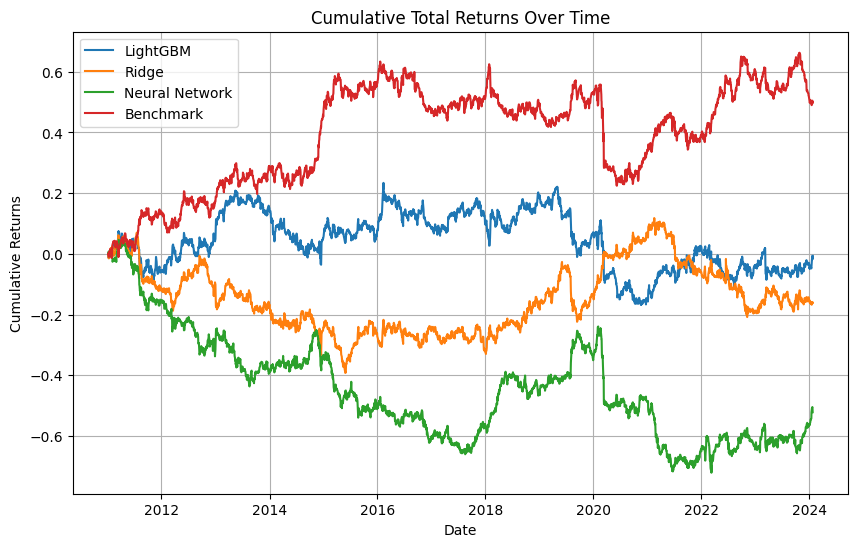 Cumulative Total Returns Over Time
LightGBM
Ridge
Neural Network
Benchmark
Cumulative Returns
0.6
0.4
0.2
0.0
−0.2
−0.4
−0.6
2012 2014 2016 2018 2020 2022 2024
Date